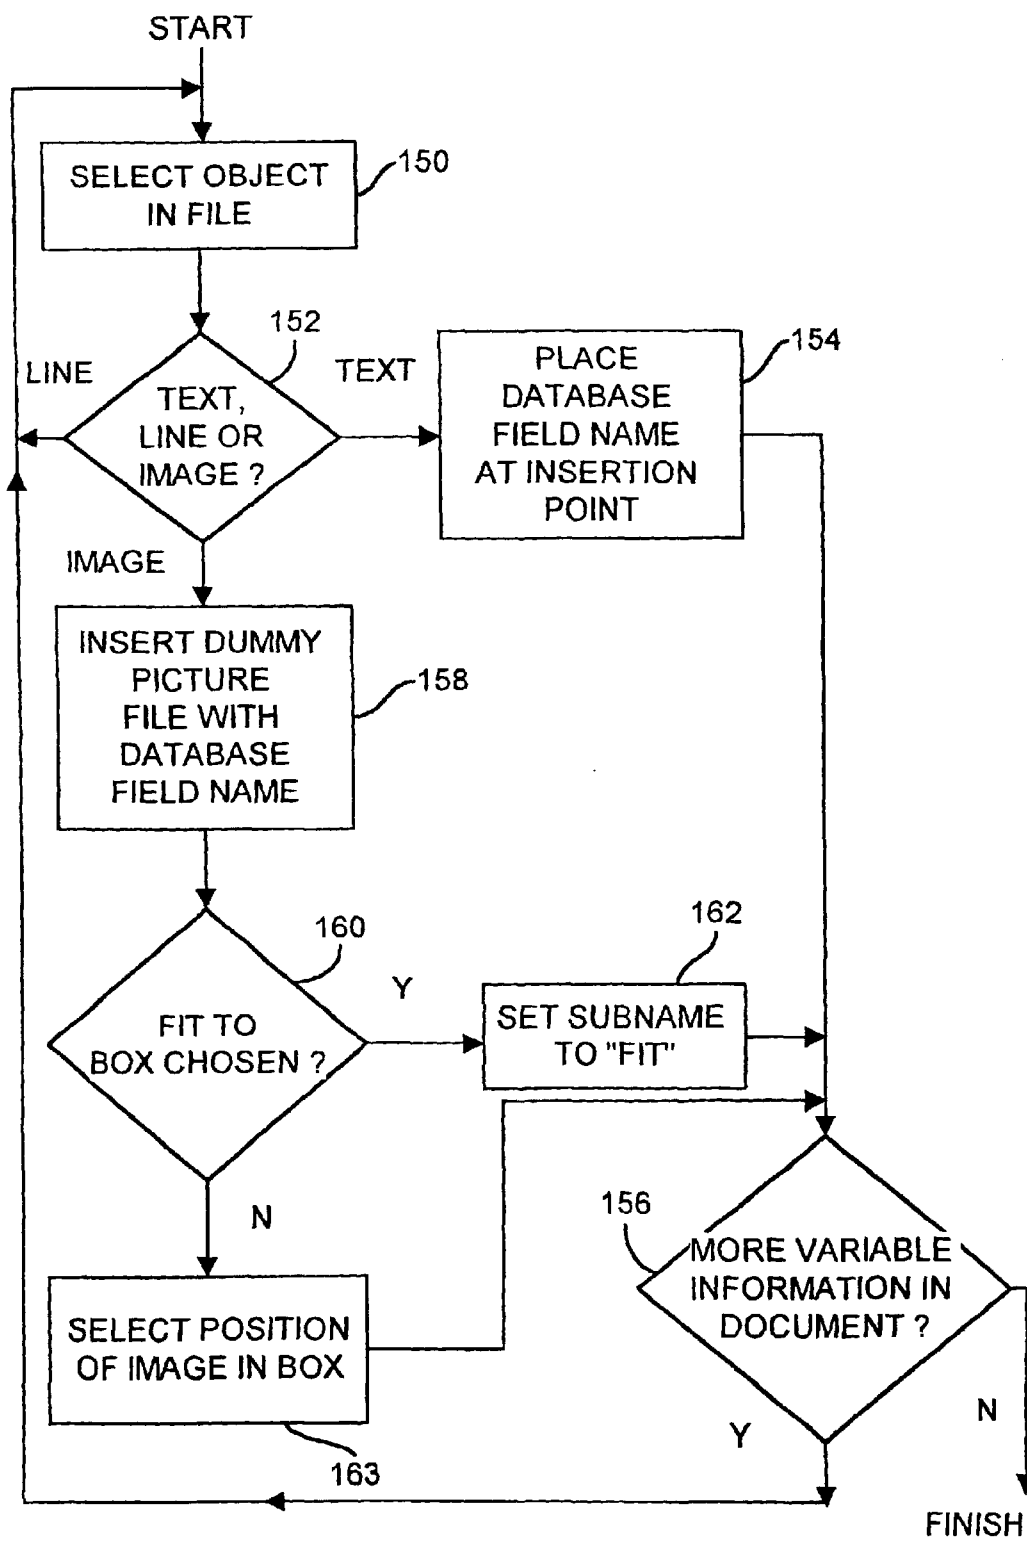 START
SELECT OBJECT
IN FILE
150
152
LINE
TEXT
TEXT,
LINE OR
IMAGE ?
PLACE
DATABASE
FIELD NAME
AT INSERTION
POINT
154
IMAGE
INSERT DUMMY
PICTURE
FILE WITH
DATABASE
FIELD NAME
158
160
FIT TO
BOX CHOSEN ?
Y
162
SET SUBNAME
TO "FIT"
N
156
MORE VARIABLE
INFORMATION IN
DOCUMENT ?
SELECT POSITION
OF IMAGE IN BOX
163
Y
N
FINISH